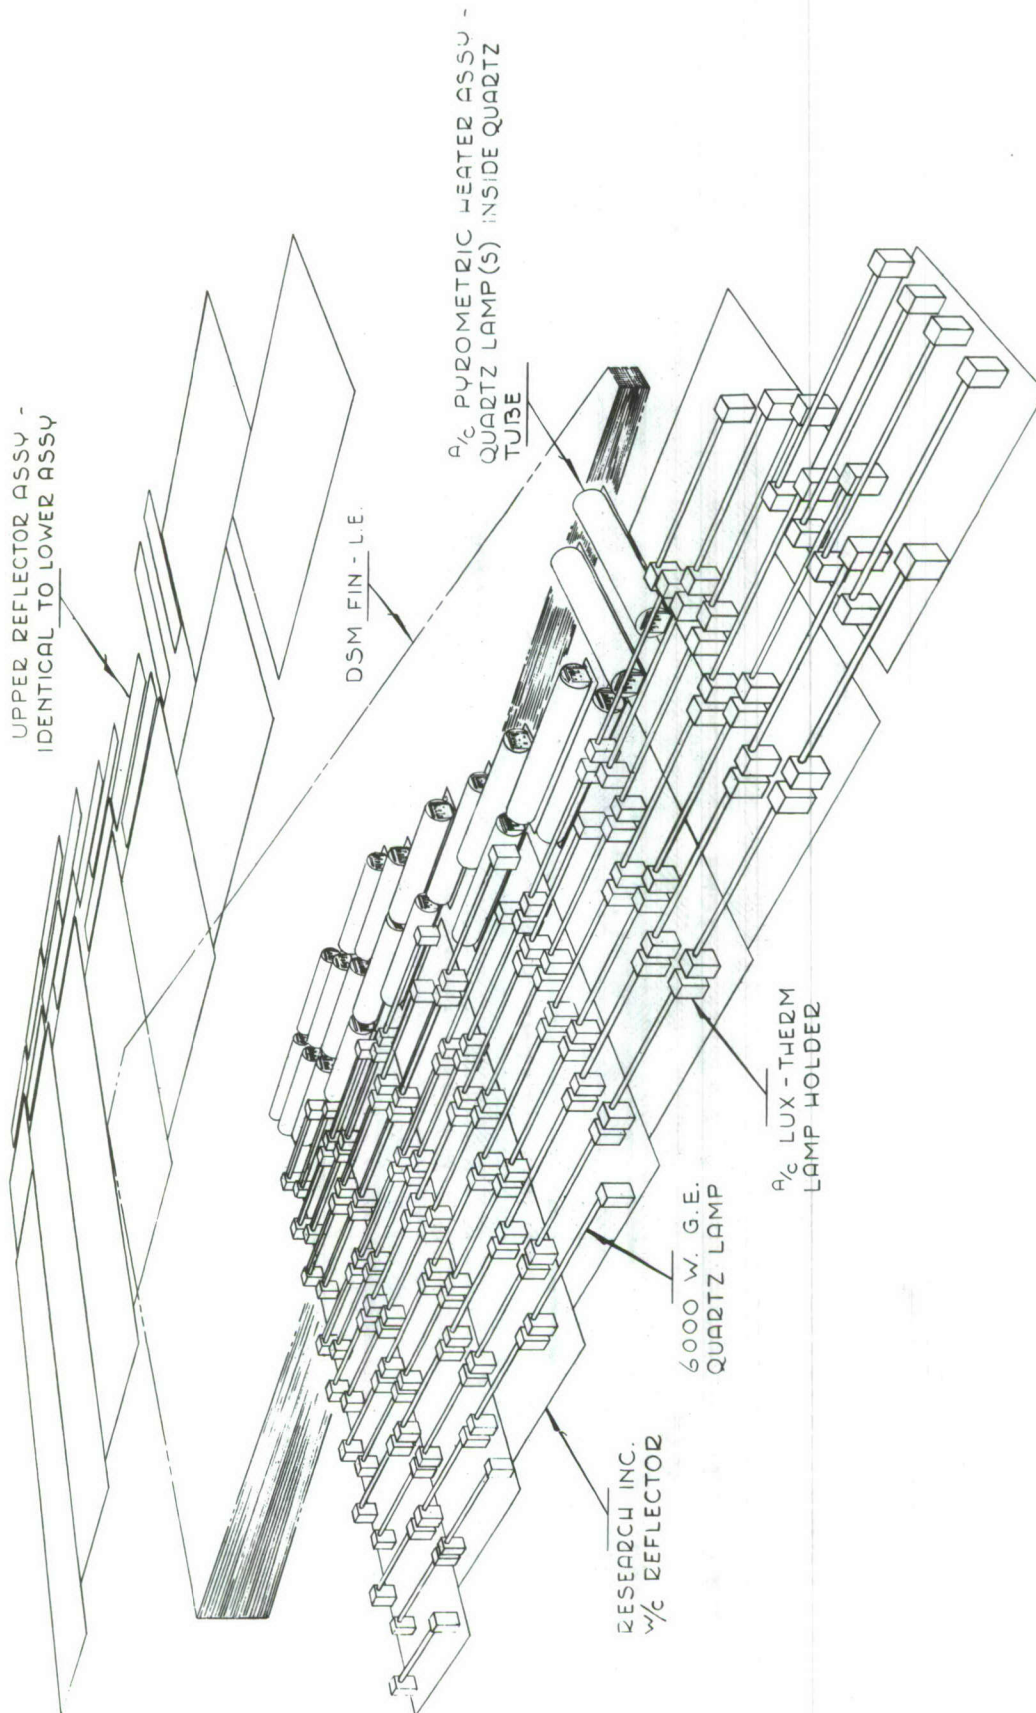 UPPER REFLECTOR ASSY -
IDENTICAL TO LOWER ASSY
DSM FIN - L.E.
A/C PYROMETRIC HEATER ASSY -
QUARTZ LAMP(S) INSIDE QUARTZ
TUBE
A/C LUX-THERM
LAMP HOLDER
6000 W. G.E.
QUARTZ LAMP
RESEARCH INC.
W/C REFLECTOR